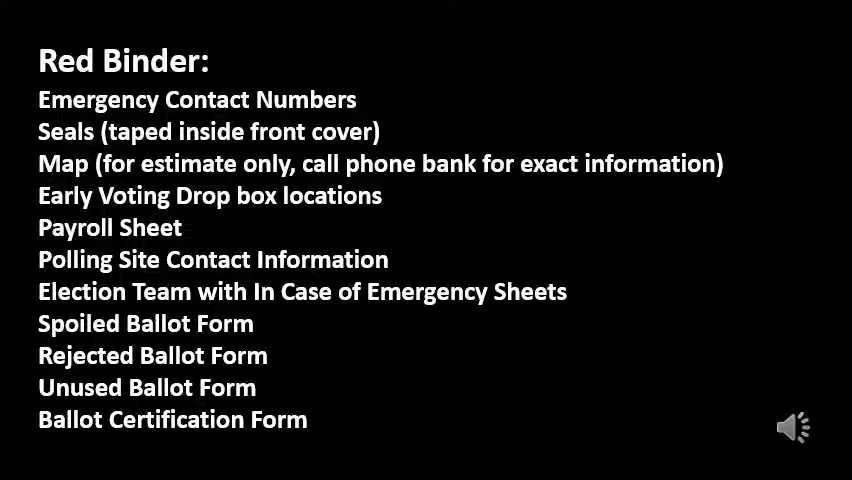 Red Binder:
Emergency Contact Numbers
Seals (taped inside front cover)
Map (for estimate only, call phone bank for exact information)
Early Voting Drop box locations
Payroll Sheet
Polling Site Contact Information
Election Team with In Case of Emergency Sheets
Spoiled Ballot Form
Rejected Ballot Form
Unused Ballot Form
Ballot Certification Form